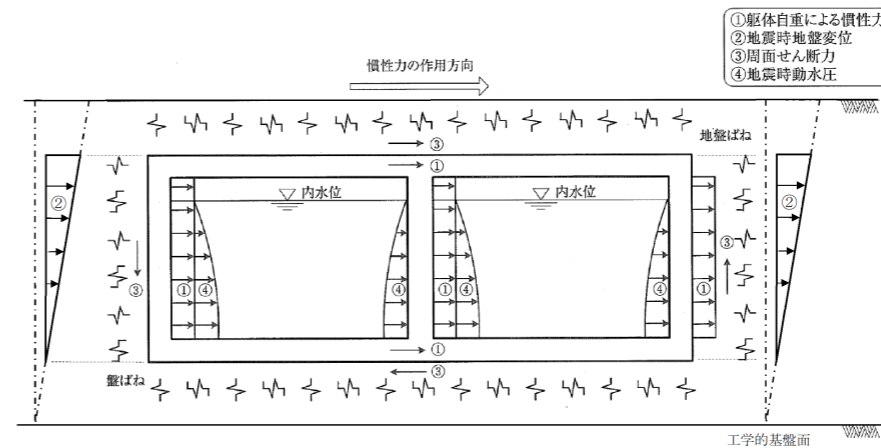 ①躯体自重による慣性力
②地震時地盤変位
③周面せん断力
④地震時動水圧
慣性力の作用方向
③
地盤ばね
①
②
内水位
内水位
②
③
③
①
④
④
①
④
④
①
①
③
盤ばね
工学的基盤面